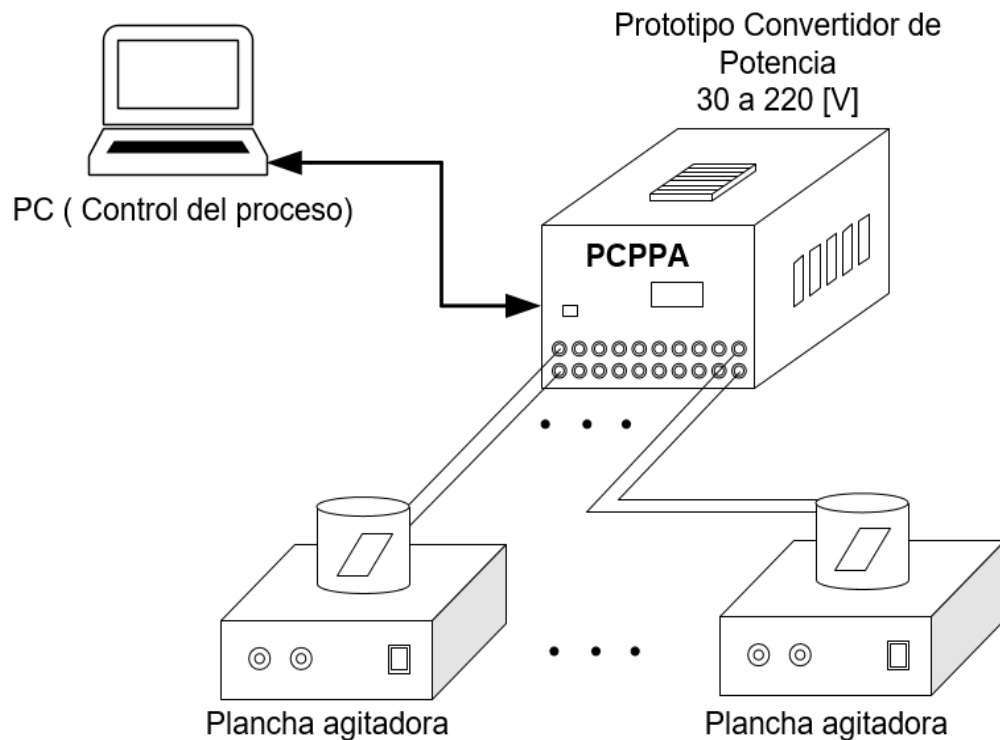 Prototipo Convertidor de
Potencia
30 a 220 [V]
PC ( Control del proceso)
PCPPA
Plancha agitadora
Plancha agitadora